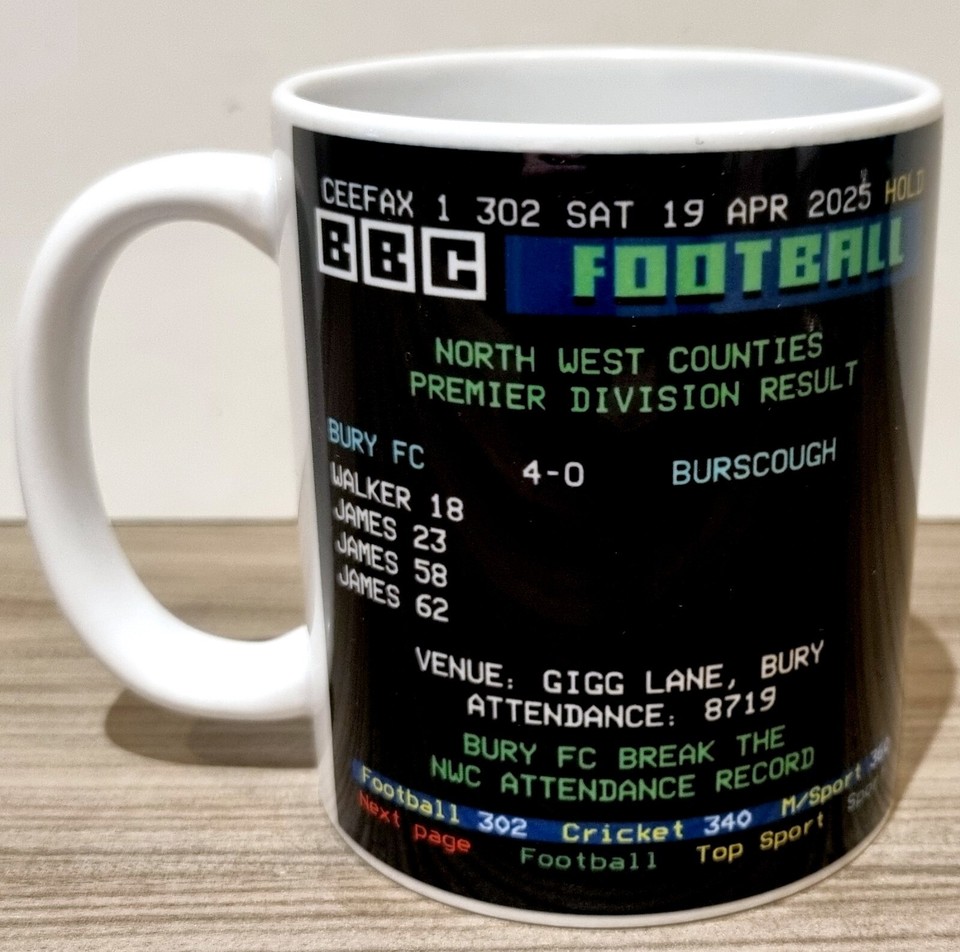 CEEFAX 1 302 SAT 19 APR 2025 HOLD
BBC FOOTBALL
NORTH WEST COUNTIES
PREMIER DIVISION RESULT
BURY FC 4-0 BURSCOUGH
WALKER 18
JAMES 23
JAMES 58
JAMES 62
VENUE: GIGG LANE, BURY
ATTENDANCE: 8719
BURY FC BREAK THE
NWC ATTENDANCE RECORD
Football 302 Cricket 340 M/Sport
Next page Football Top Sport